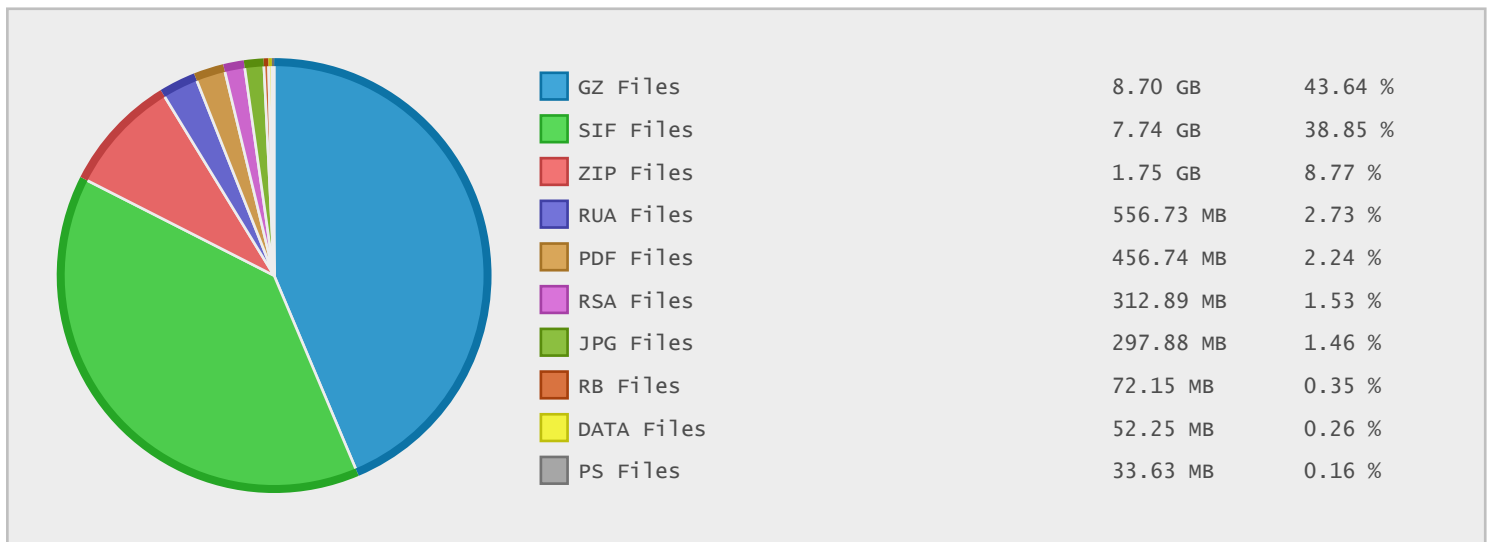 GZ Files 8.70 GB 43.64 %
SIF Files 7.74 GB 38.85 %
ZIP Files 1.75 GB 8.77 %
RUA Files 556.73 MB 2.73 %
PDF Files 456.74 MB 2.24 %
RSA Files 312.89 MB 1.53 %
JPG Files 297.88 MB 1.46 %
RB Files 72.15 MB 0.35 %
DATA Files 52.25 MB 0.26 %
PS Files 33.63 MB 0.16 %